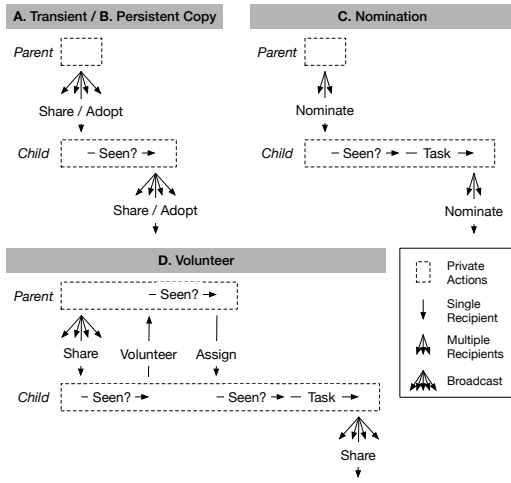 A. Transient / B. Persistent Copy
Parent
Share / Adopt
Child
Seen?
Share / Adopt
C. Nomination
Parent
Nominate
Child
Seen?
Task
Nominate
D. Volunteer
Parent
Seen?
Share
Volunteer
Assign
Child
Seen?
Seen?
Task
Share
Private
Actions
Single
Recipient
Multiple
Recipients
Broadcast